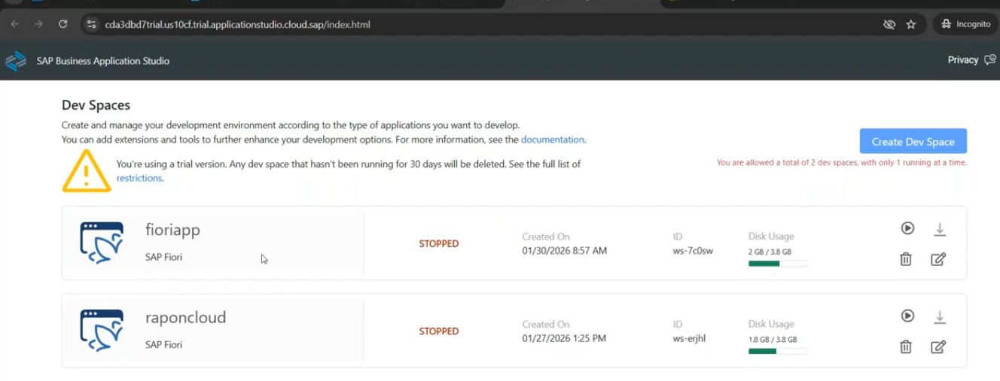 cda3dbd7trial.us10cf.trial.applicationstudio.cloud.sap/index.html
Incognito
SAP Business Application Studio
Privacy
Dev Spaces
Create and manage your development environment according to the type of applications you want to develop.
You can add extensions and tools to further enhance your development options. For more information, see the documentation.
Create Dev Space
You're using a trial version. Any dev space that hasn't been running for 30 days will be deleted. See the full list of
restrictions.
You are allowed a total of 2 dev spaces, with only 1 running at a time.
fioriapp
SAP Fiori
STOPPED
Created On
01/30/2026 8:57 AM
ID
ws-7c0sw
Disk Usage
2 GB / 3.8 GB
raponcloud
SAP Fiori
STOPPED
Created On
01/27/2026 1:25 PM
ID
ws-erjhl
Disk Usage
1.8 GB / 3.8 GB